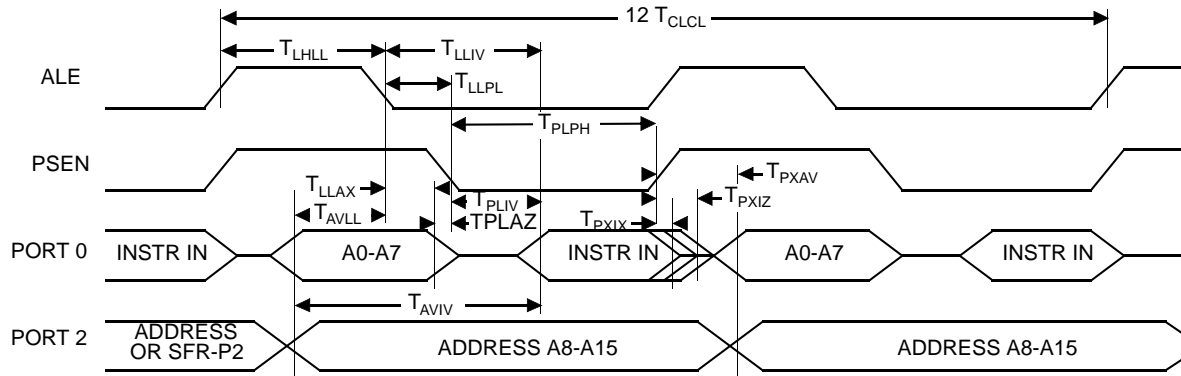 12 TCLCL
TLHLL
TLLIV
ALE
TLLPL
TPLPH
PSEN
TLLAX
TPXAV
TPLIV
TPXIZ
TAVLL
TPLAZ
TPXIX
PORT 0
INSTR IN
A0-A7
INSTR IN
A0-A7
INSTR IN
TAVIV
PORT 2
ADDRESS
OR SFR-P2
ADDRESS A8-A15
ADDRESS A8-A15